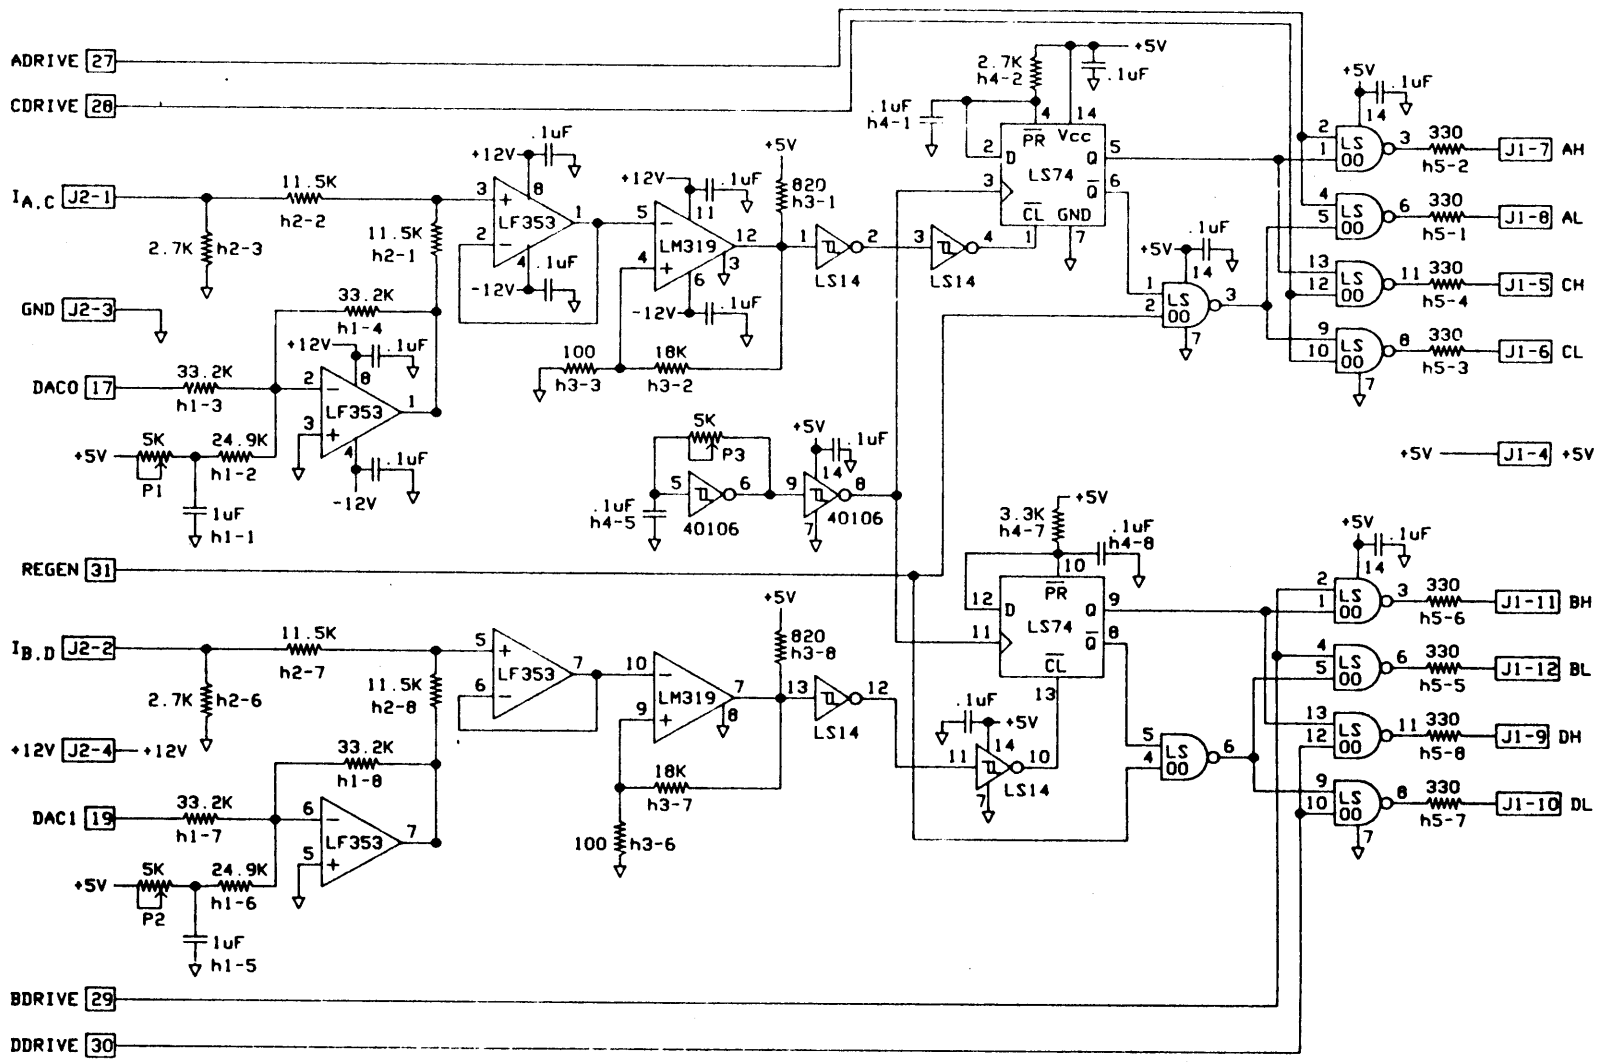 ADRIVE 27
CDRIVE 28
I A,C J2-1
11.5K
h2-2
2.7K h2-3
11.5K
h2-1
GND J2-3
33.2K
h1-4
DAC0 17
33.2K
h1-3
+12V .1uF
8
2 −
LF353
3 +
1
4 .1uF
-12V
+5V
5K
P1
24.9K
h1-2
1uF
h1-1
+12V .1uF
8
3 +
LF353
2 −
1
4 .1uF
-12V
+12V .1uF
11
5 −
LM319
4 +
12
3
6
-12V .1uF
+5V
820
h3-1
100
h3-3
18K
h3-2
1 2
LS14
3 4
LS14
+5V
2.7K
h4-2
.1uF
.1uF
h4-1
4 14
PR Vcc
2 D Q 5
LS74
3 Q 6
CL GND
1 7
+5V .1uF
14
1
LS
00
2
3
7
+5V .1uF
14
2
1
LS
00
3
330
h5-2
J1-7 AH
4
5
LS
00
6
330
h5-1
J1-8 AL
13
12
LS
00
11
330
h5-4
J1-5 CH
9
10
LS
00
8
330
h5-3
J1-6 CL
7
+5V J1-4 +5V
5K
P3
.1uF
h4-5
5 6
40106
+5V .1uF
14
9 8
7
40106
REGEN 31
I B,D J2-2
11.5K
h2-7
2.7K h2-6
11.5K
h2-8
+12V J2-4 +12V
33.2K
h1-8
DAC1 19
33.2K
h1-7
6 −
LF353
5 +
7
+5V
5K
P2
24.9K
h1-6
1uF
h1-5
5 +
LF353
6 −
7
10 −
LM319
9 +
7
8
+5V
820
h3-8
18K
h3-7
100 h3-6
13 12
LS14
.1uF
+5V
14
11 10
7
LS14
+5V
3.3K
h4-7
.1uF
h4-8
10
PR
12 D Q 9
LS74
11 Q 8
CL
13
5
4
LS
00
6
+5V .1uF
14
2
1
LS
00
3
330
h5-6
J1-11 BH
4
5
LS
00
6
330
h5-5
J1-12 BL
13
12
LS
00
11
330
h5-8
J1-9 DH
9
10
LS
00
8
330
h5-7
J1-10 DL
7
BDRIVE 29
DDRIVE 30